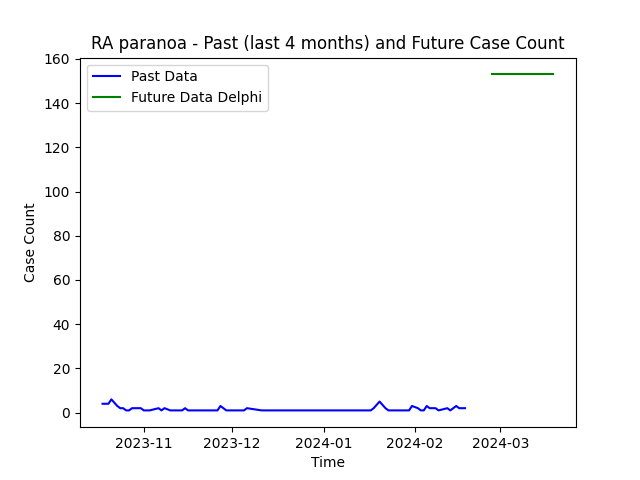 RA paranoa - Past (last 4 months) and Future Case Count
Past Data
Future Data Delphi
160
140
120
100
80
60
40
20
0
Case Count
2023-11
2023-12
2024-01
2024-02
2024-03
Time